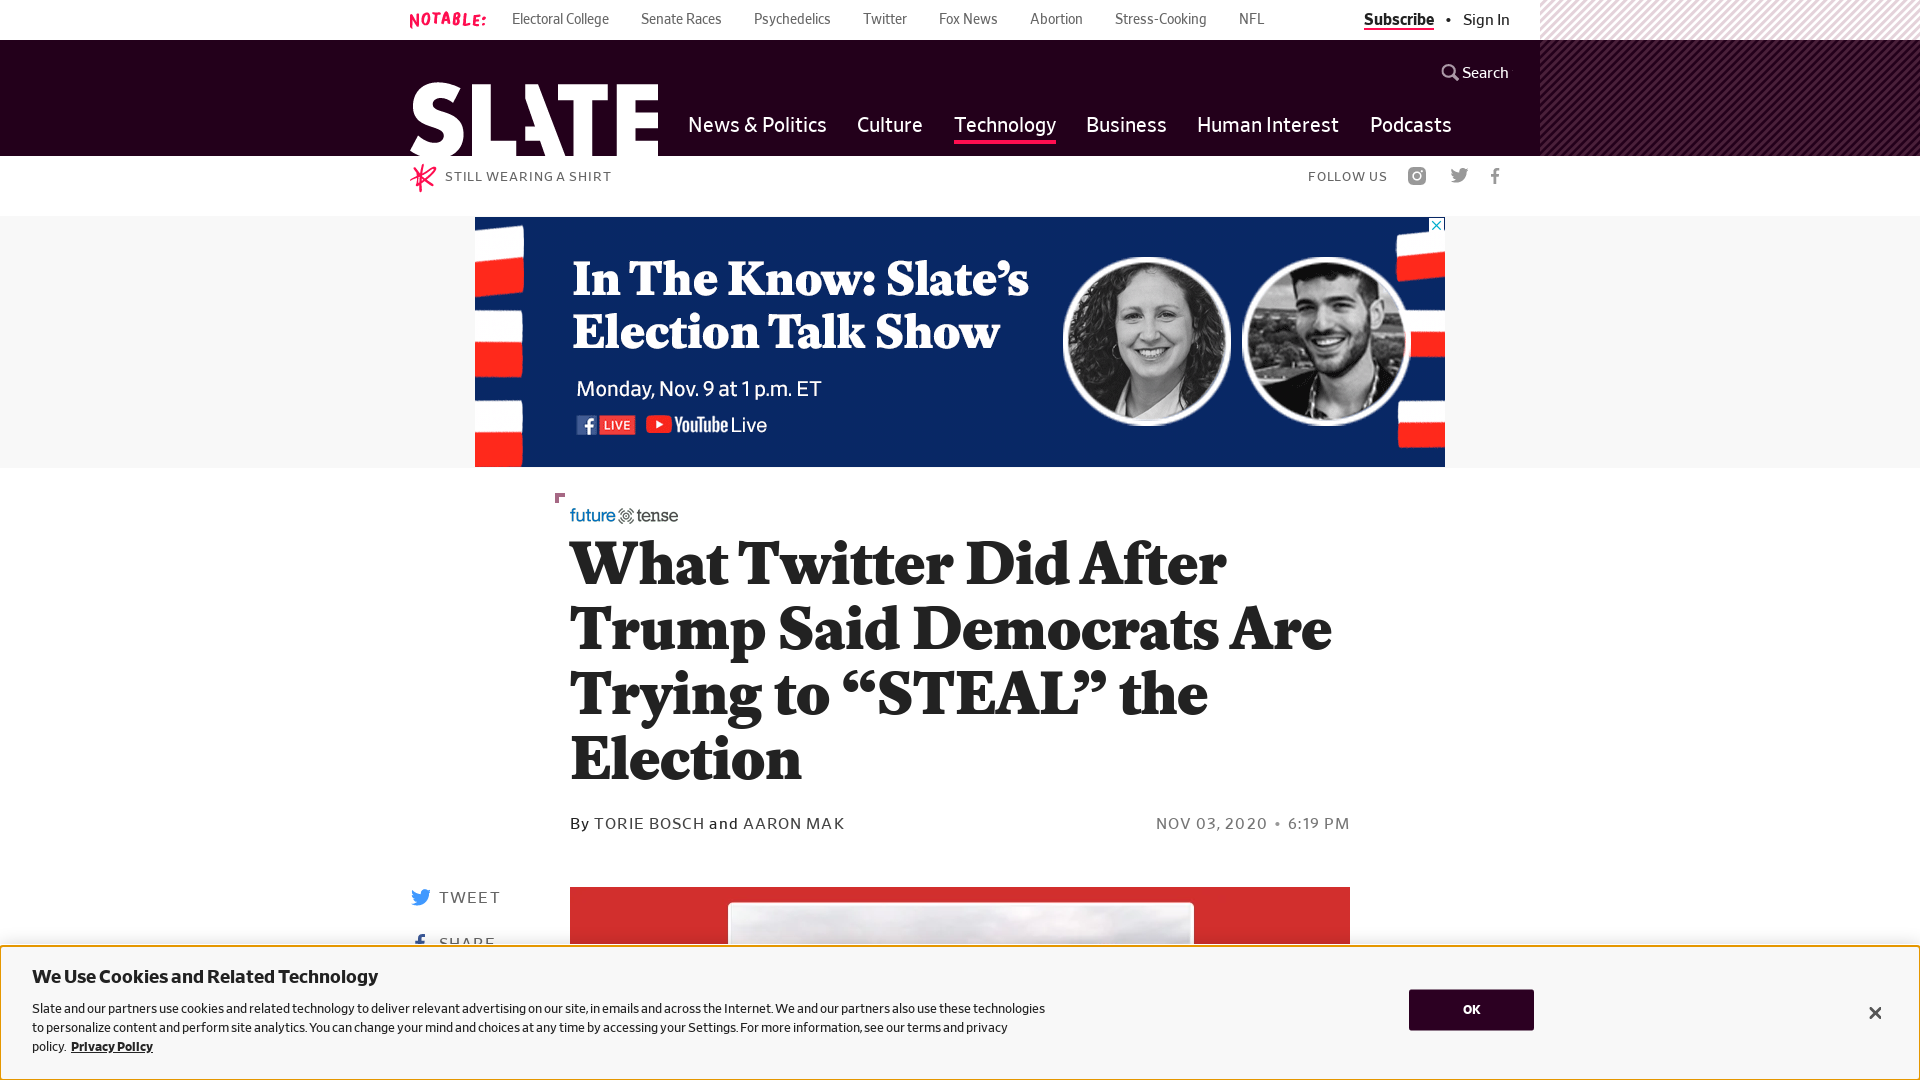 NOTABLE:
Electoral College
Senate Races
Psychedelics
Twitter
Fox News
Abortion
Stress-Cooking
NFL
Subscribe • Sign In
Search
SLATE
News & Politics
Culture
Technology
Business
Human Interest
Podcasts
STILL WEARING A SHIRT
FOLLOW US
In The Know: Slate’s
Election Talk Show
Monday, Nov. 9 at 1 p.m. ET
LIVE YouTube Live
future tense
What Twitter Did After
Trump Said Democrats Are
Trying to “STEAL” the
Election
By TORIE BOSCH and AARON MAK
NOV 03, 2020 • 6:19 PM
TWEET
SHARE
We Use Cookies and Related Technology
Slate and our partners use cookies and related technology to deliver relevant advertising on our site, in emails and across the Internet. We and our partners also use these technologies
to personalize content and perform site analytics. You can change your mind and choices at any time by accessing your Settings. For more information, see our terms and privacy
policy. Privacy Policy
OK